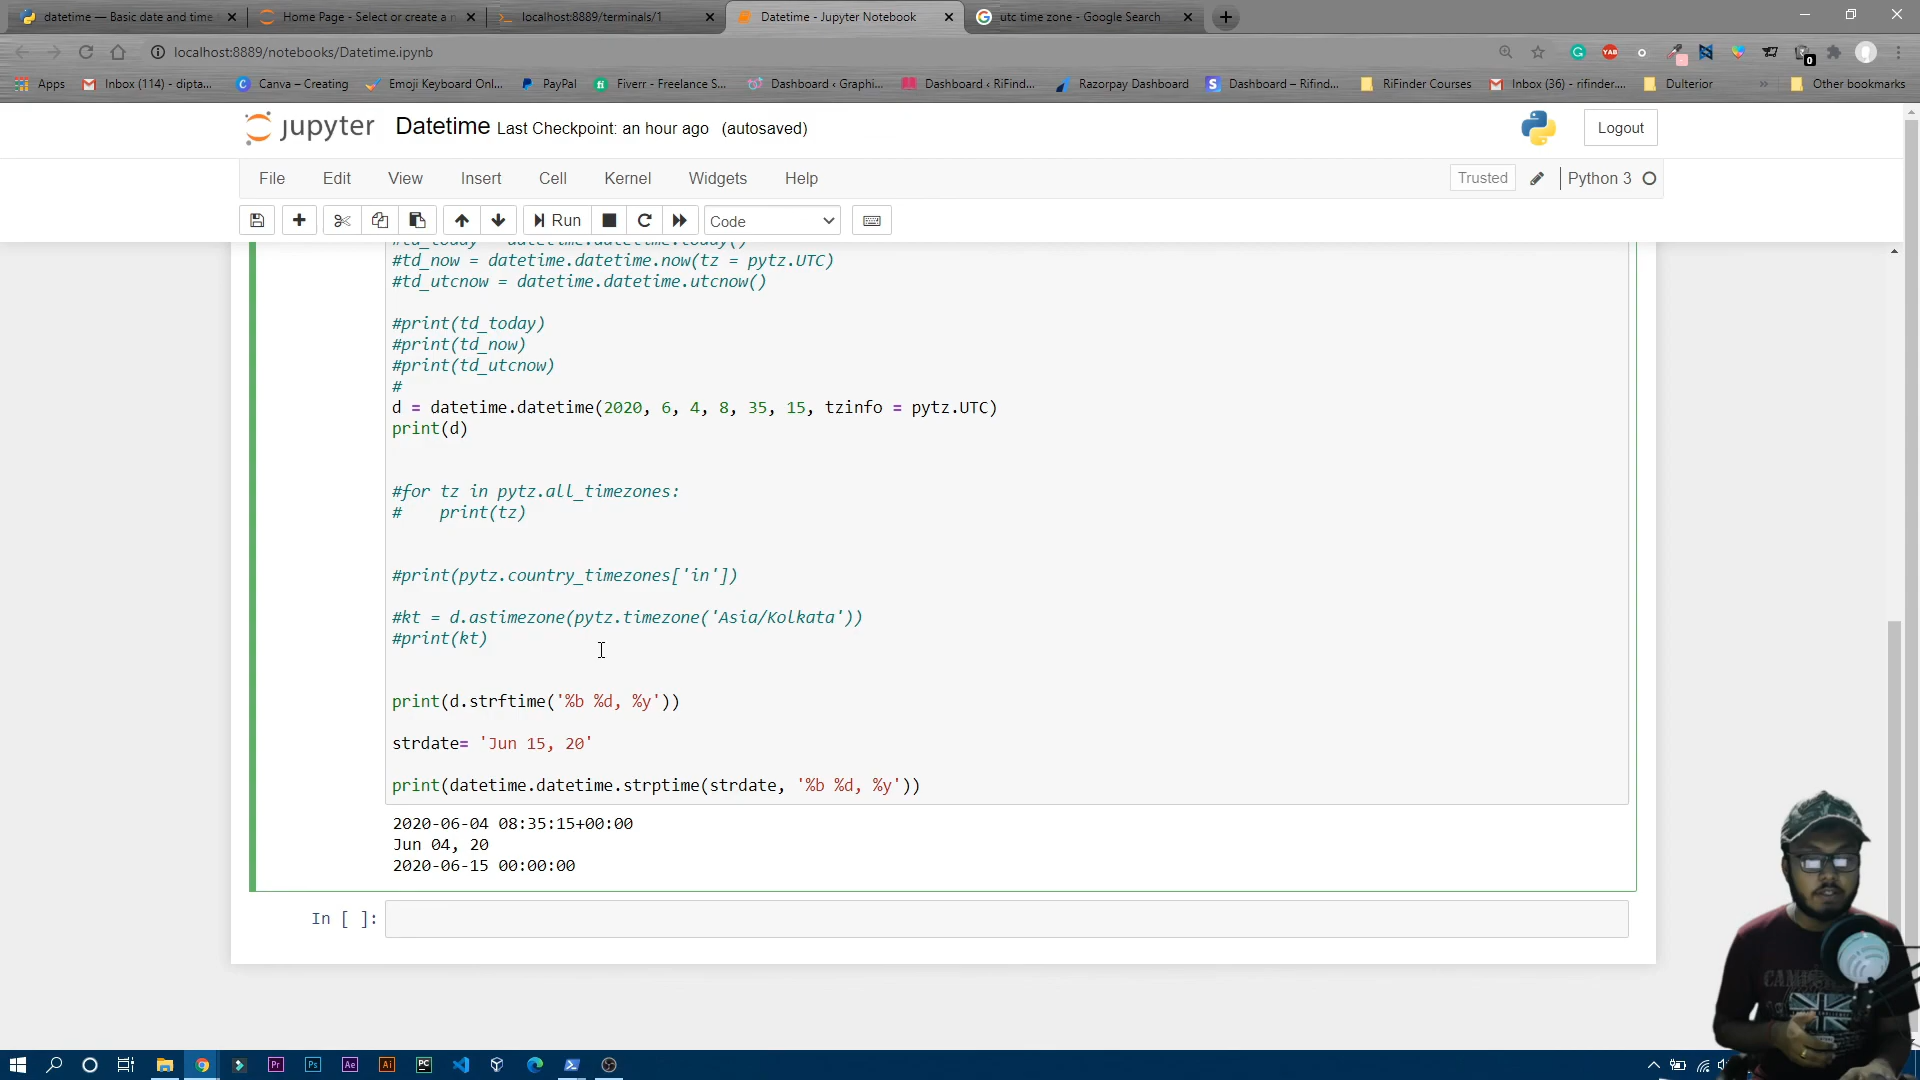 datetime — Basic date and time
Home Page - Select or create a n
localhost:8889/terminals/1
Datetime - Jupyter Notebook
utc time zone - Google Search
localhost:8889/notebooks/Datetime.ipynb
Apps
Inbox (114) - dipta...
Canva – Creating
Emoji Keyboard Onl...
PayPal
Fiverr - Freelance S...
Dashboard ‹ Graphi...
Dashboard ‹ RiFind...
Razorpay Dashboard
Dashboard – Rifind...
RiFinder Courses
Inbox (36) - rifinder....
Dulterior
Other bookmarks
jupyter Datetime Last Checkpoint: an hour ago (autosaved)
Logout
File Edit View Insert Cell Kernel Widgets Help
Trusted
Python 3
Run
Code
#td_today = datetime.datetime.today()
#td_now = datetime.datetime.now(tz = pytz.UTC)
#td_utcnow = datetime.datetime.utcnow()
#print(td_today)
#print(td_now)
#print(td_utcnow)
#
d = datetime.datetime(2020, 6, 4, 8, 35, 15, tzinfo = pytz.UTC)
print(d)
#for tz in pytz.all_timezones:
#    print(tz)
#print(pytz.country_timezones['in'])
#kt = d.astimezone(pytz.timezone('Asia/Kolkata'))
#print(kt)
print(d.strftime('%b %d, %y'))
strdate= 'Jun 15, 20'
print(datetime.datetime.strptime(strdate, '%b %d, %y'))
2020-06-04 08:35:15+00:00
Jun 04, 20
2020-06-15 00:00:00
In [ ]: